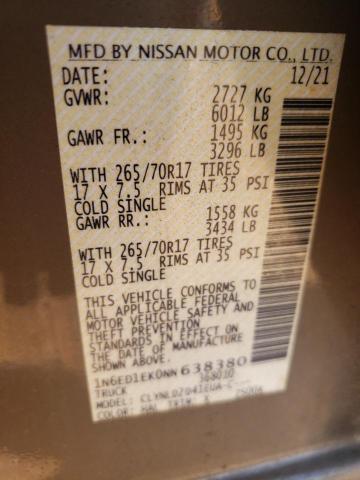 MFD BY NISSAN MOTOR CO., LTD.
DATE: 12/21
GVWR: 2727 KG
6012 LB
GAWR FR.: 1495 KG
3296 LB
WITH 265/70R17 TIRES
17 X 7.5 RIMS AT 35 PSI
COLD SINGLE
GAWR RR.: 1558 KG
3434 LB
WITH 265/70R17 TIRES
17 X 7.5 RIMS AT 35 PSI
COLD SINGLE
THIS VEHICLE CONFORMS TO
ALL APPLICABLE FEDERAL
MOTOR VEHICLE SAFETY AND
THEFT PREVENTION
STANDARDS IN EFFECT ON
THE DATE OF MANUFACTURE
SHOWN ABOVE.
1N6ED1EK0NN638380
TRUCK
MODEL:
COLOR: TRIM: X